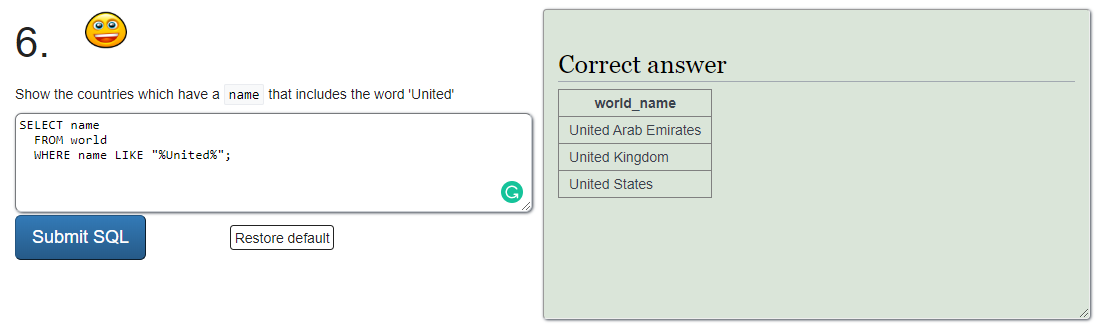 6.
Show the countries which have a name that includes the word 'United'
SELECT name
FROM world
WHERE name LIKE "%United%";
Submit SQL
Restore default
Correct answer
world_name
United Arab Emirates
United Kingdom
United States